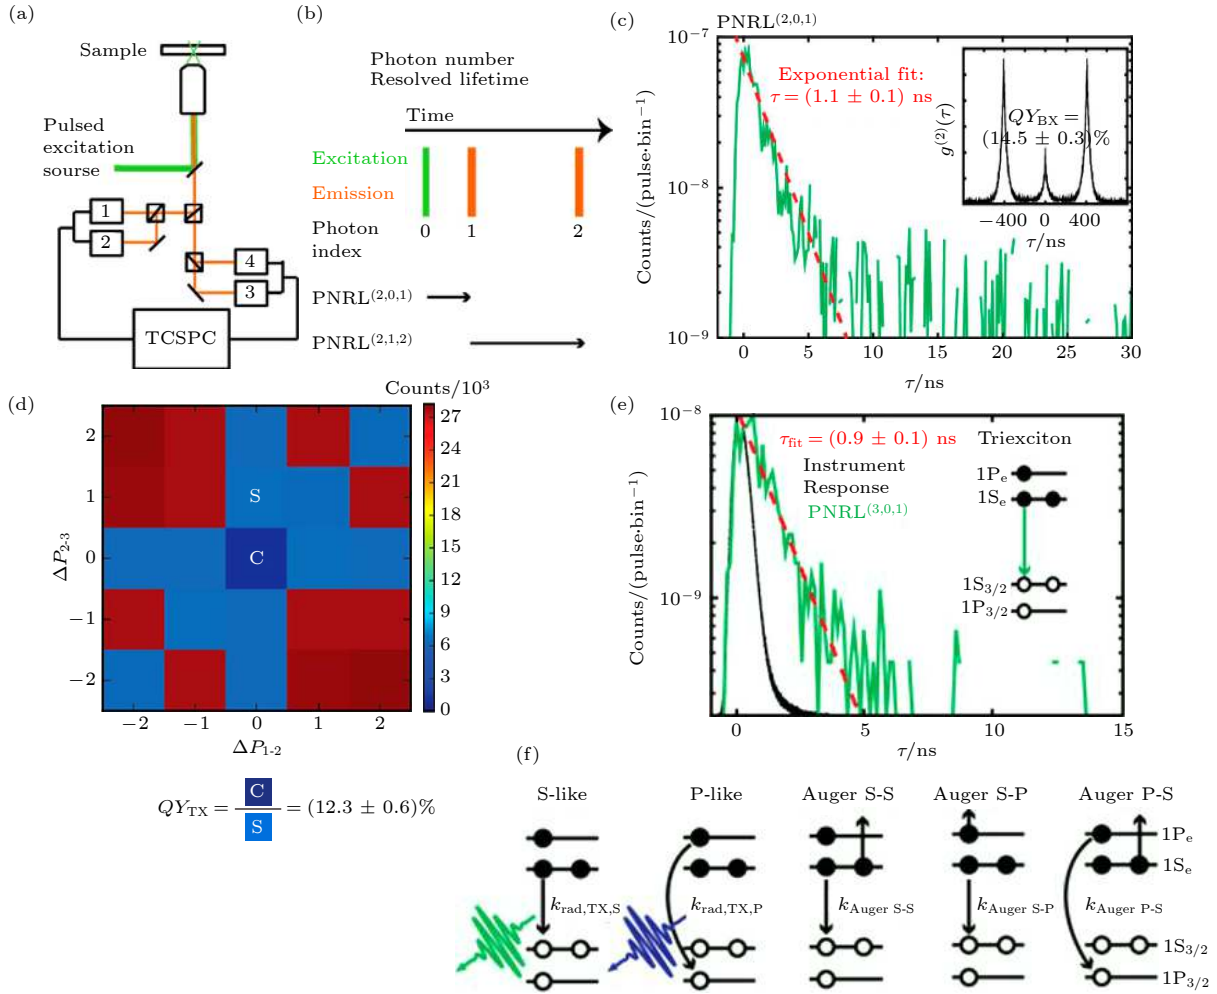 (a)
Sample
Pulsed
excitation
sourse
1
2
4
3
TCSPC
(b)
Photon number
Resolved lifetime
Time
Excitation
Emission
Photon
index
0
1
2
PNRL(2,0,1)
PNRL(2,1,2)
(c)
PNRL(2,0,1)
10−7
10−8
10−9
Counts/(pulse·bin−1)
Exponential fit:
τ = (1.1 ± 0.1) ns
g(2)(τ)
QYBX =
(14.5 ± 0.3)%
−400 0 400
τ/ns
0 5 10 15 20 25 30
τ/ns
(d)
Counts/103
27
24
21
18
15
12
9
6
3
0
ΔP2-3
2
1
0
−1
−2
S
C
−2 −1 0 1 2
ΔP1-2
QYTX = C/S = (12.3 ± 0.6)%
(e)
10−8
10−9
Counts/(pulse·bin−1)
τfit = (0.9 ± 0.1) ns
Instrument
Response
PNRL(3,0,1)
Triexciton
1Pe
1Se
1S3/2
1P3/2
0 5 10 15
τ/ns
(f)
S-like
P-like
Auger S-S
Auger S-P
Auger P-S
1Pe
1Se
krad,TX,S
krad,TX,P
kAuger S-S
kAuger S-P
kAuger P-S
1S3/2
1P3/2